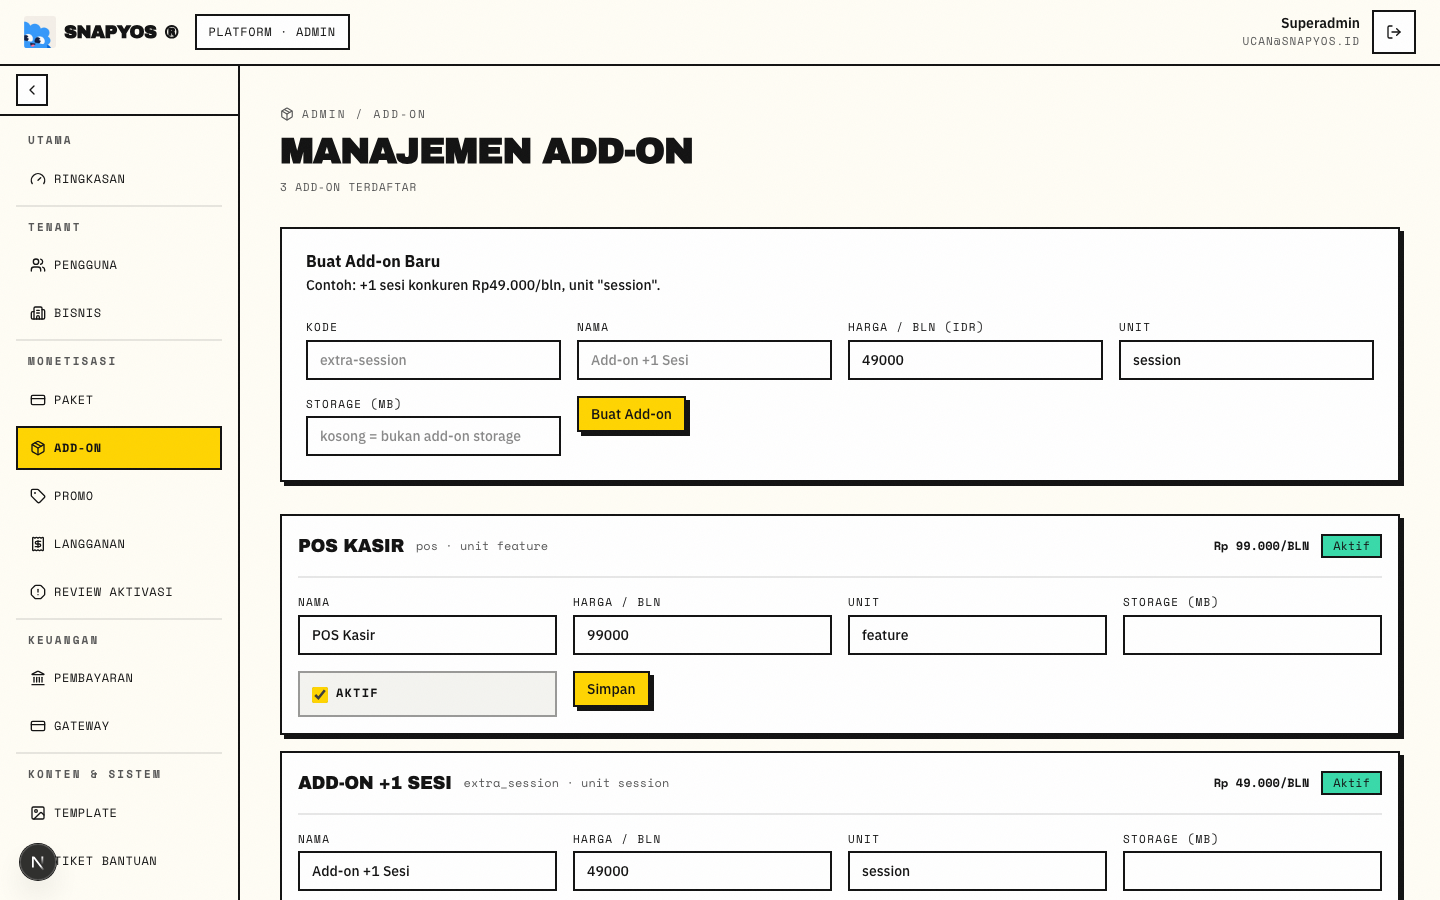 SNAPYOS ®
PLATFORM · ADMIN
Superadmin
UCAN@SNAPYOS.ID
UTAMA
RINGKASAN
TENANT
PENGGUNA
BISNIS
MONETISASI
PAKET
ADD-ON
PROMO
LANGGANAN
REVIEW AKTIVASI
KEUANGAN
PEMBAYARAN
GATEWAY
KONTEN & SISTEM
TEMPLATE
TIKET BANTUAN
N
ADMIN / ADD-ON
MANAJEMEN ADD-ON
3 ADD-ON TERDAFTAR
Buat Add-on Baru
Contoh: +1 sesi konkuren Rp49.000/bln, unit "session".
KODE NAMA HARGA / BLN (IDR) UNIT
extra-session Add-on +1 Sesi 49000 session
STORAGE (MB)
kosong = bukan add-on storage Buat Add-on
POS KASIR pos · unit feature Rp 99.000/BLN Aktif
NAMA HARGA / BLN UNIT STORAGE (MB)
POS Kasir 99000 feature
AKTIF Simpan
ADD-ON +1 SESI extra_session · unit session Rp 49.000/BLN Aktif
NAMA HARGA / BLN UNIT STORAGE (MB)
Add-on +1 Sesi 49000 session